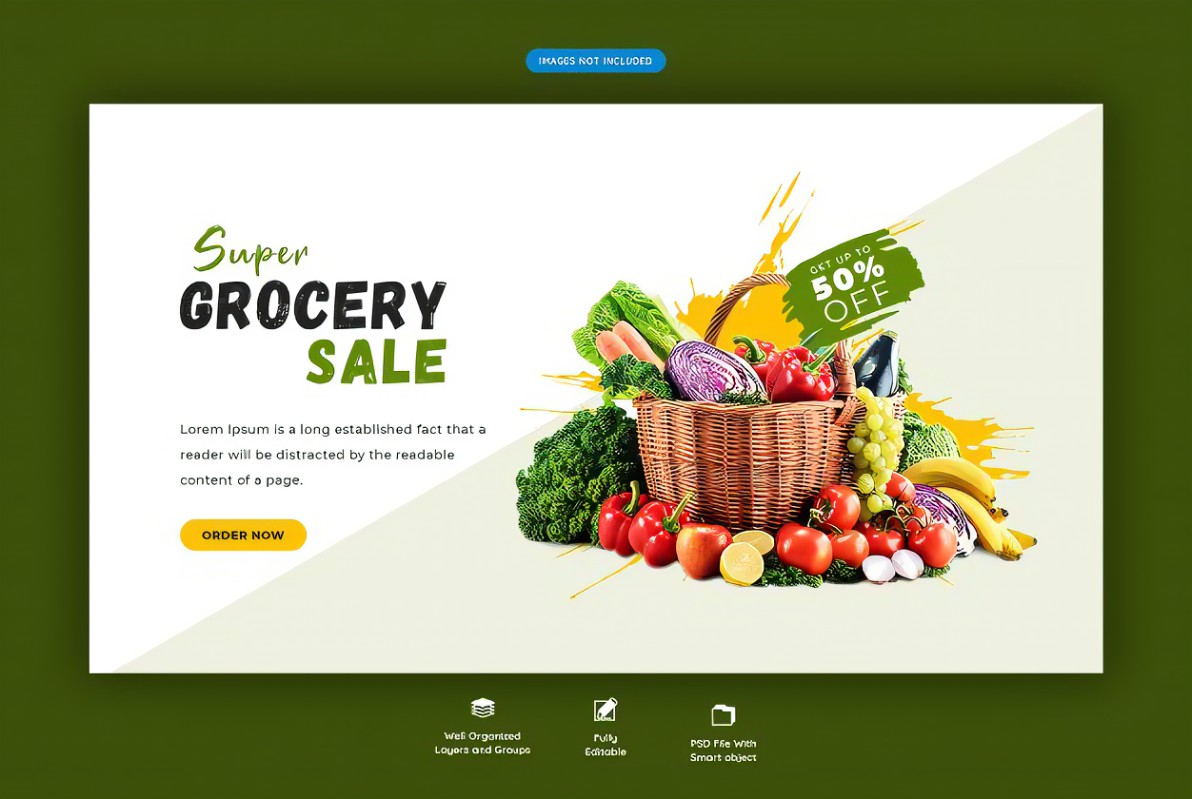 IMAGES NOT INCLUDED
Super
GROCERY
SALE
Lorem Ipsum is a long established fact that a
reader will be distracted by the readable
content of a page.
ORDER NOW
GET UP TO
50%
OFF
Well Organized
Layers and Groups
Fully
Editable
PSD File With
Smart object